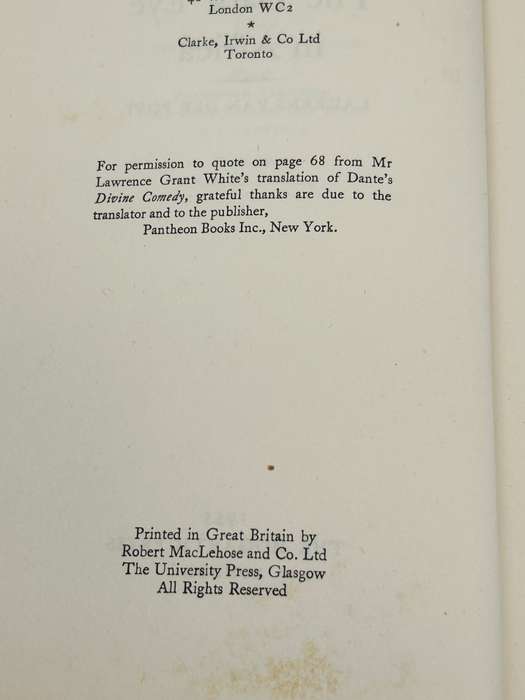 London WC2
*
Clarke, Irwin & Co Ltd
Toronto
For permission to quote on page 68 from Mr
Lawrence Grant White's translation of Dante's
Divine Comedy, grateful thanks are due to the
translator and to the publisher,
Pantheon Books Inc., New York.
Printed in Great Britain by
Robert MacLehose and Co. Ltd
The University Press, Glasgow
All Rights Reserved